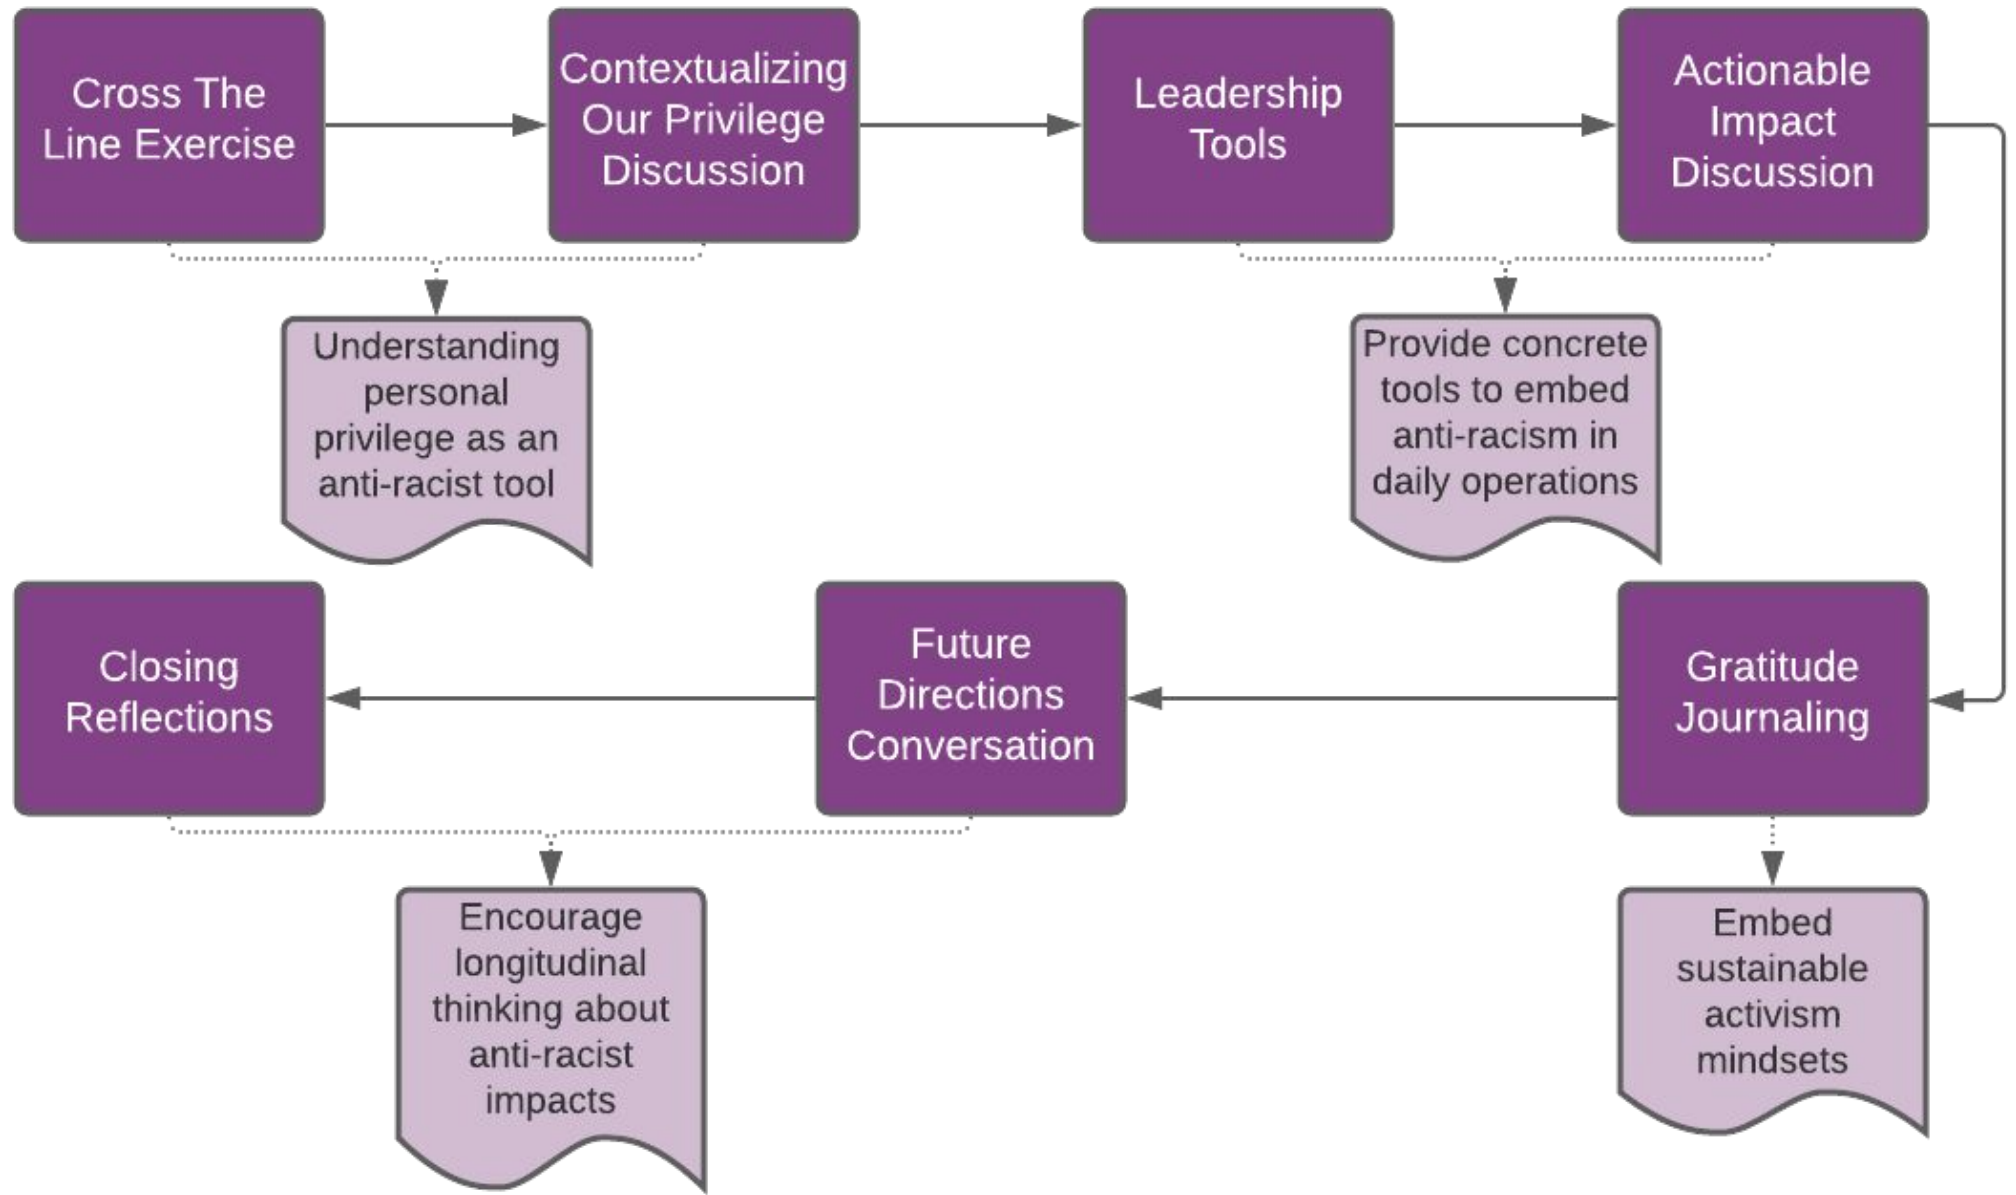 Cross The
Line Exercise
Contextualizing
Our Privilege
Discussion
Leadership
Tools
Actionable
Impact
Discussion
Understanding
personal
privilege as an
anti-racist tool
Provide concrete
tools to embed
anti-racism in
daily operations
Gratitude
Journaling
Future
Directions
Conversation
Closing
Reflections
Embed
sustainable
activism
mindsets
Encourage
longitudinal
thinking about
anti-racist
impacts